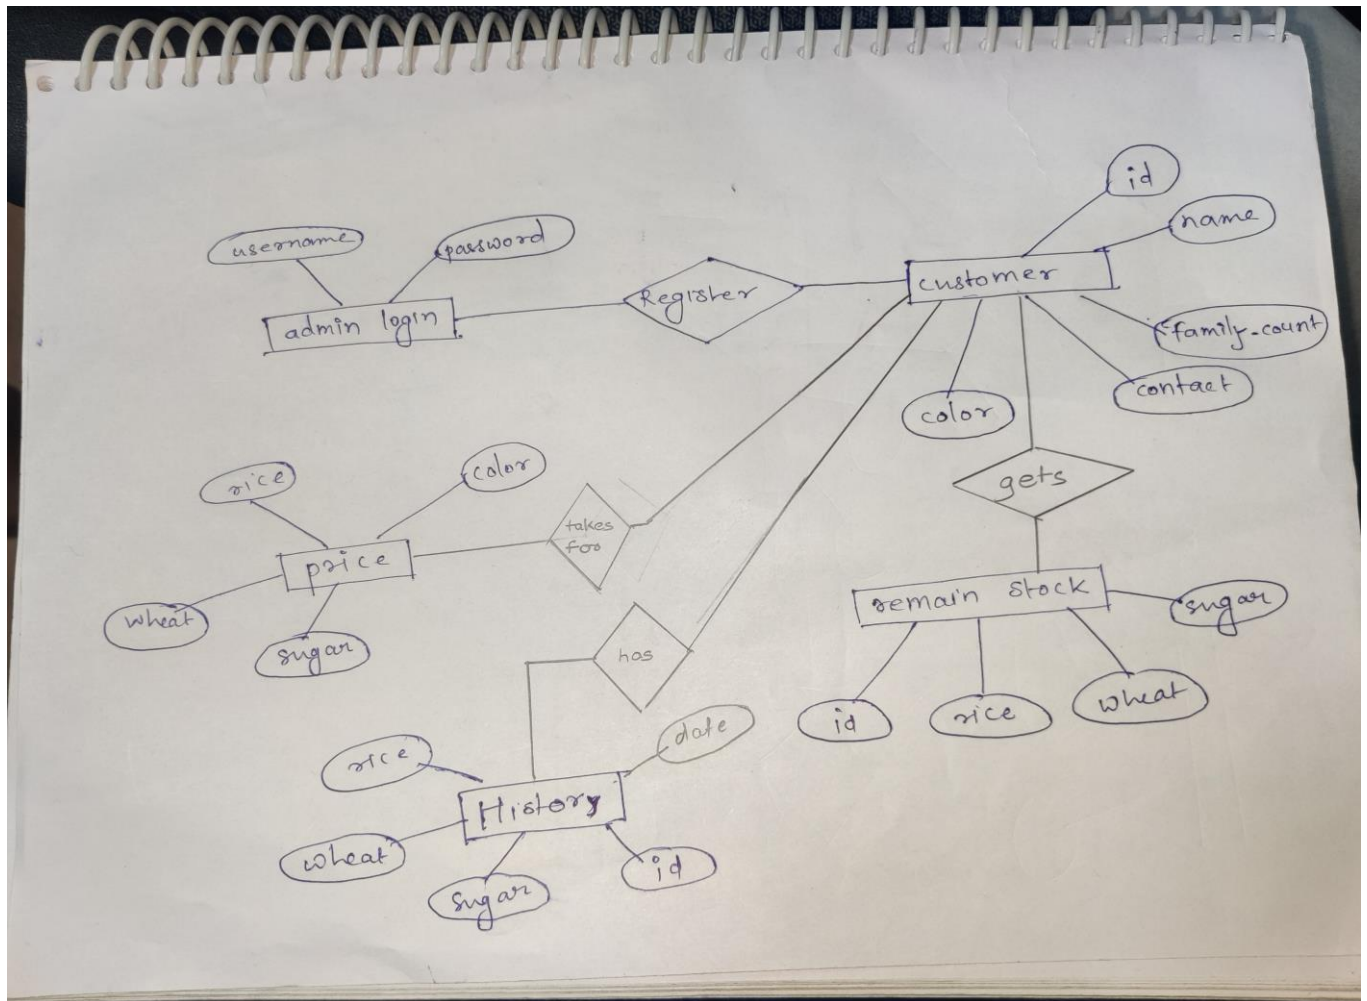 id
name
username
password
customer
Register
admin login
family-count
contact
color
rice
color
gets
takes
for
price
remain stock
sugar
wheat
sugar
has
id
rice
wheat
date
rice
History
wheat
id
sugar